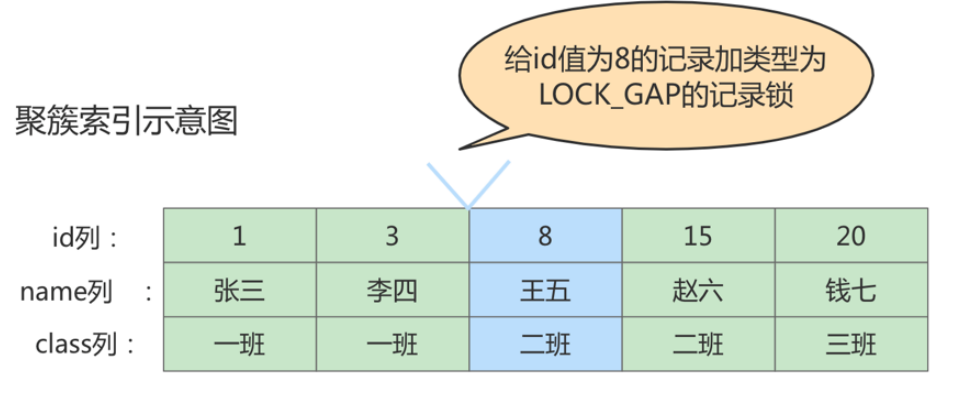 给id值为8的记录加类型为
LOCK_GAP的记录锁
聚簇索引示意图
id列： 1 3 8 15 20
name列 ： 张三 李四 王五 赵六 钱七
class列： 一班 一班 二班 二班 三班